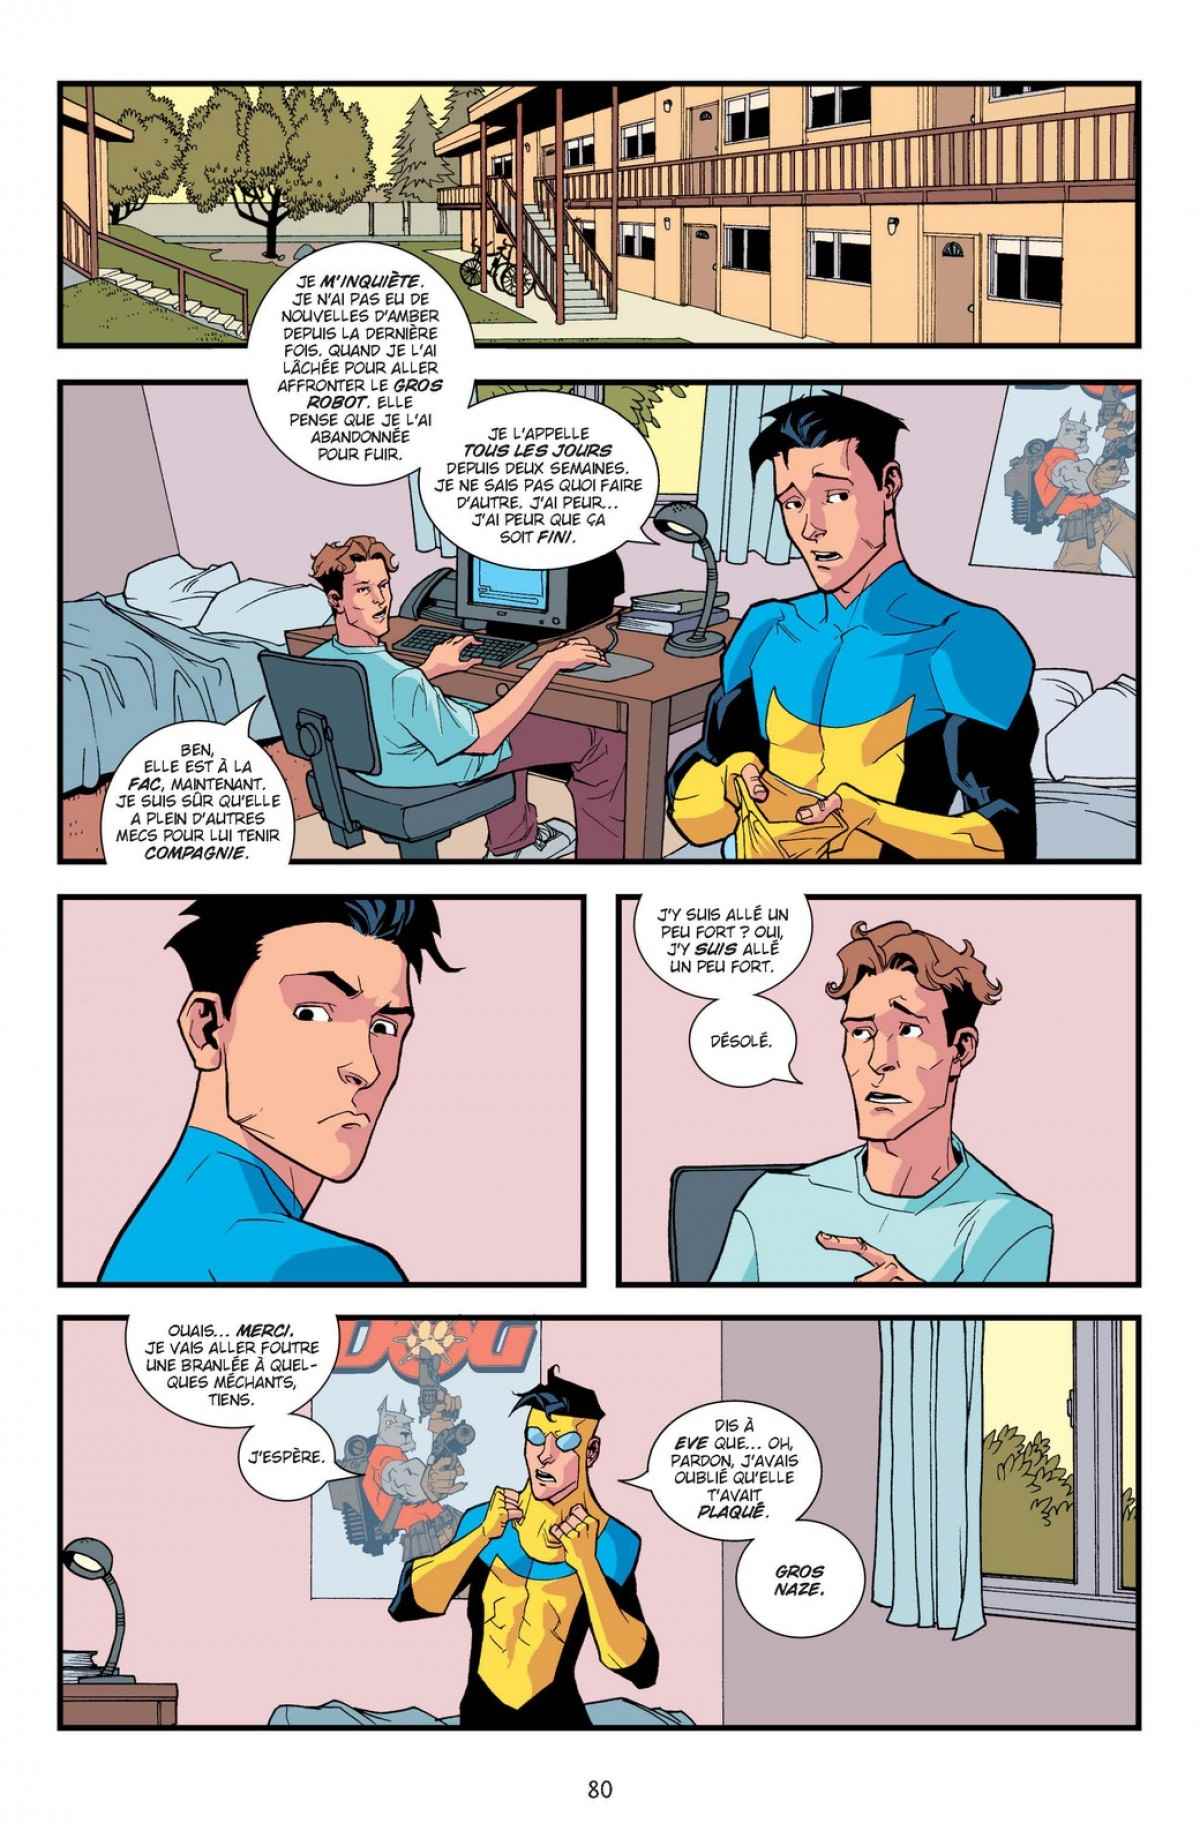 JE M'INQUIÈTE.
JE N'AI PAS EU DE
NOUVELLES D'AMBER
DEPUIS LA DERNIÈRE
FOIS. QUAND JE L'AI
LÂCHÉE POUR ALLER
AFFRONTER LE GROS
ROBOT. ELLE
PENSE QUE JE L'AI
ABANDONNÉE
POUR FUIR.
JE L'APPELLE
TOUS LES JOURS
DEPUIS DEUX SEMAINES.
JE NE SAIS PAS QUOI FAIRE
D'AUTRE. J'AI PEUR...
J'AI PEUR QUE ÇA
SOIT FINI.
BEN,
ELLE EST À LA
FAC, MAINTENANT.
JE SUIS SÛR QU'ELLE
A PLEIN D'AUTRES
MECS POUR LUI TENIR
COMPAGNIE.
J'Y SUIS ALLÉ UN
PEU FORT ? OUI,
J'Y SUIS ALLÉ
UN PEU FORT.
DÉSOLÉ.
OUAIS... MERCI.
JE VAIS ALLER FOUTRE
UNE BRANLÉE À QUEL-
QUES MÉCHANTS,
TIENS.
J'ESPÈRE.
DOG
DIS À
EVE QUE... OH,
PARDON, J'AVAIS
OUBLIÉ QU'ELLE
T'AVAIT
PLAQUÉ.
GROS
NAZE.
80